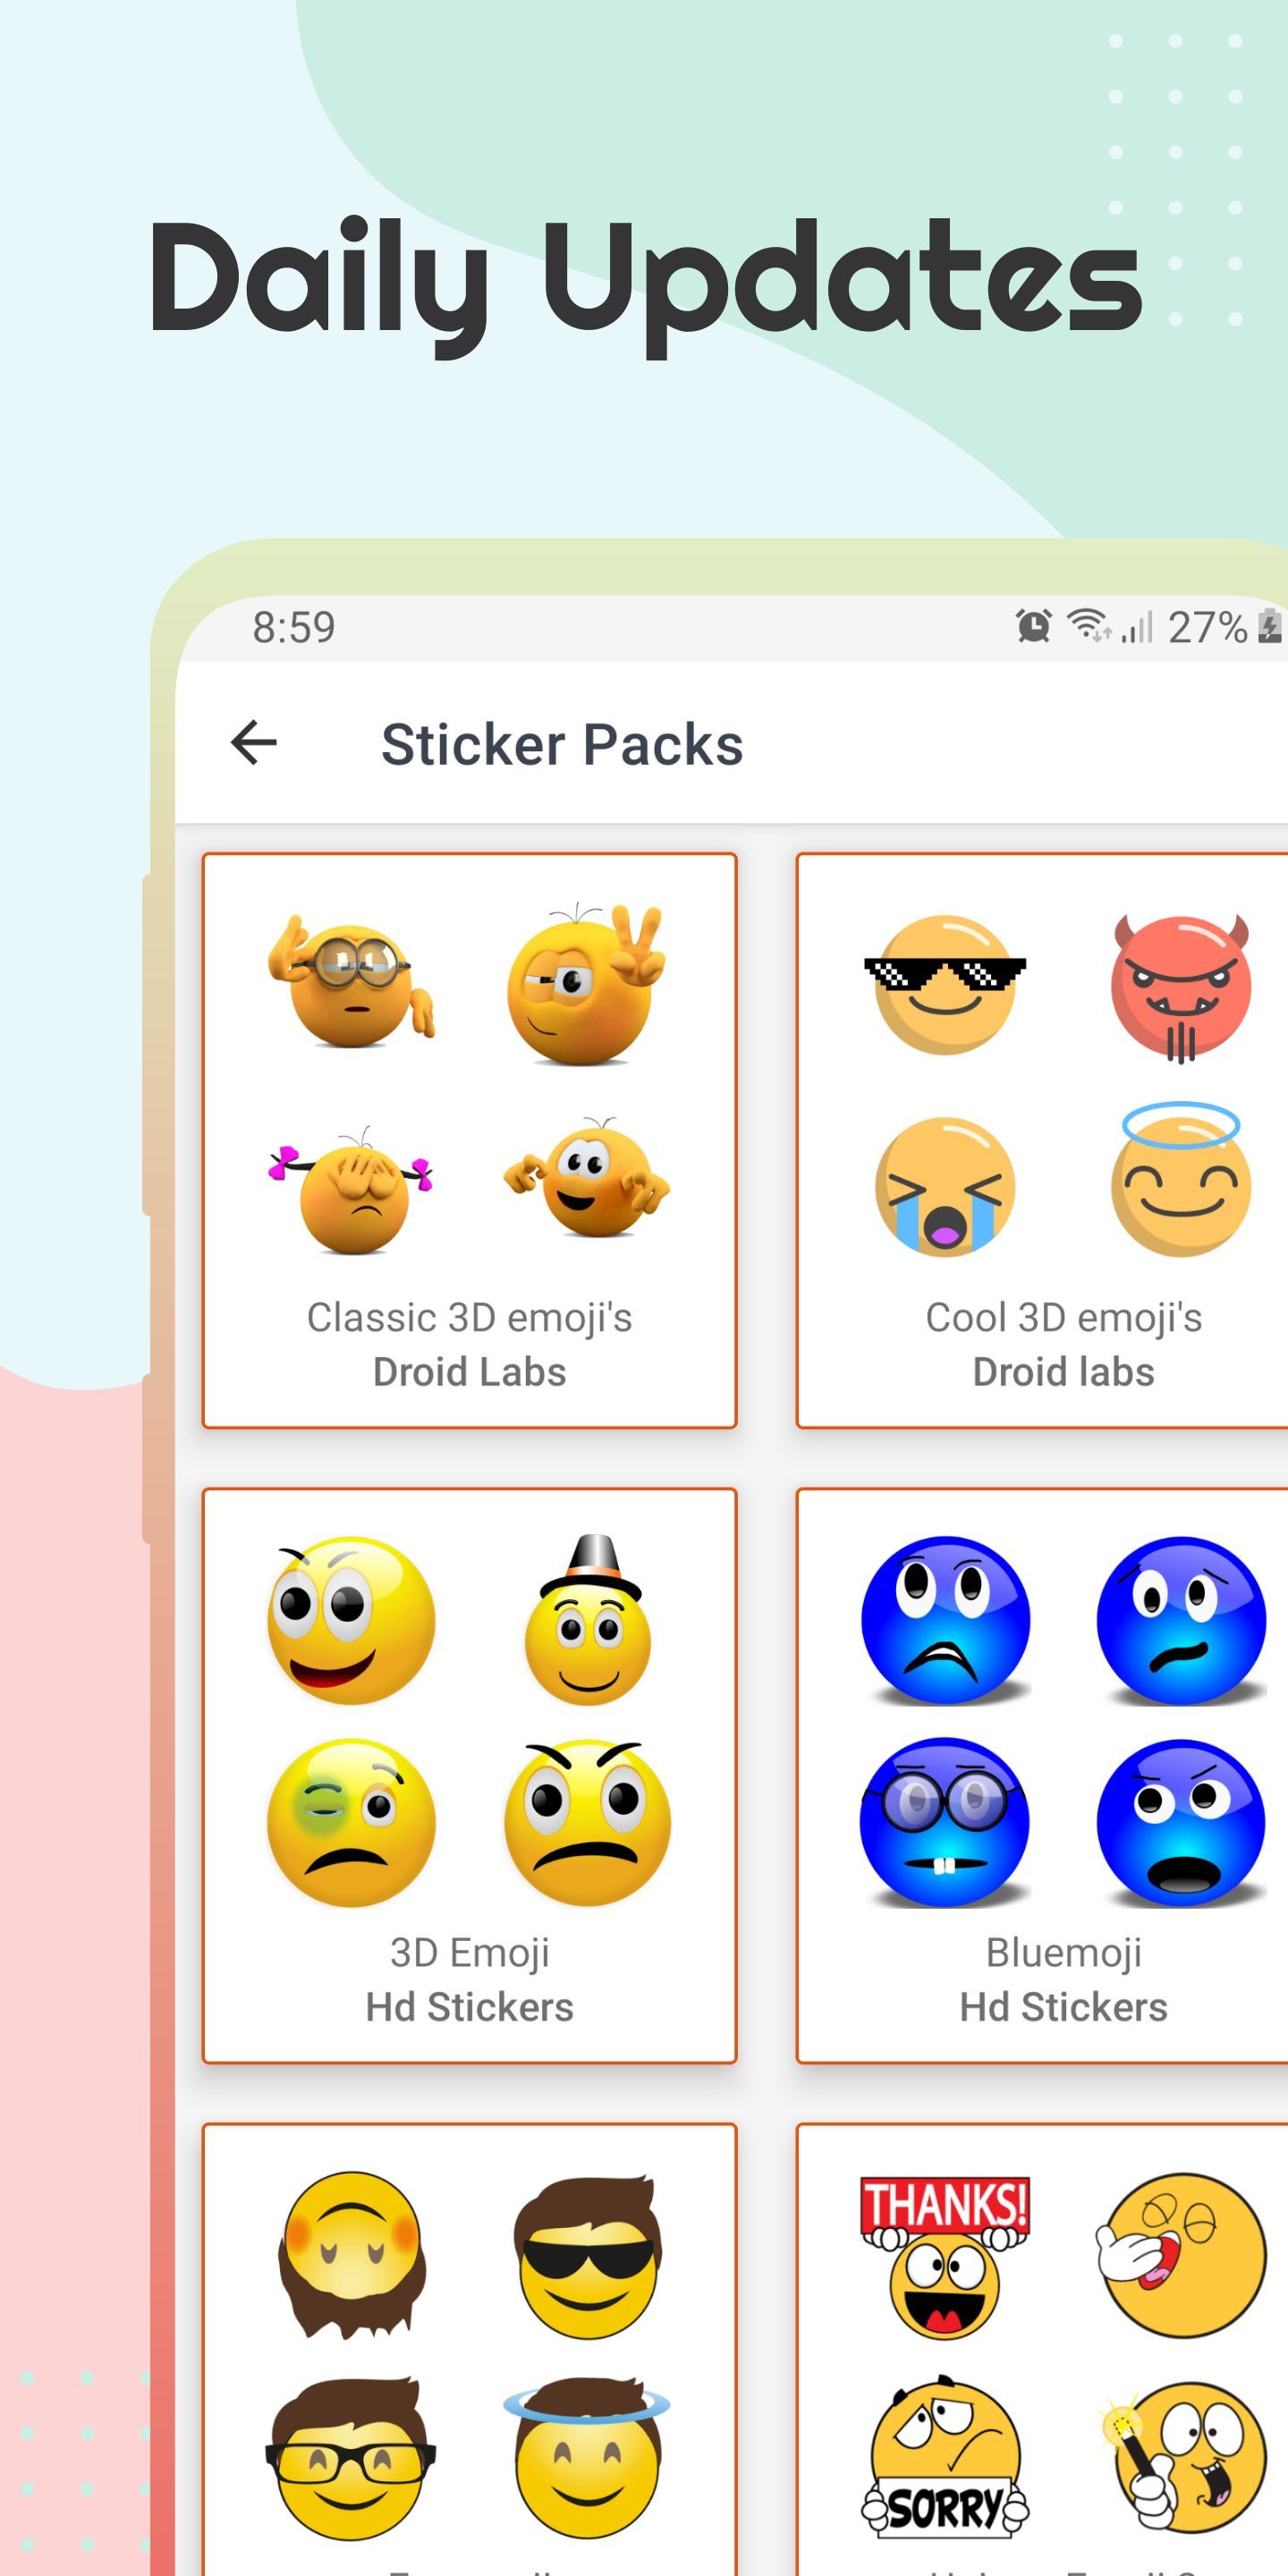 Daily Updates
8:59
27%
Sticker Packs
Classic 3D emoji's
Droid Labs
Cool 3D emoji's
Droid labs
3D Emoji
Hd Stickers
Bluemoji
Hd Stickers
THANKS!
SORRY